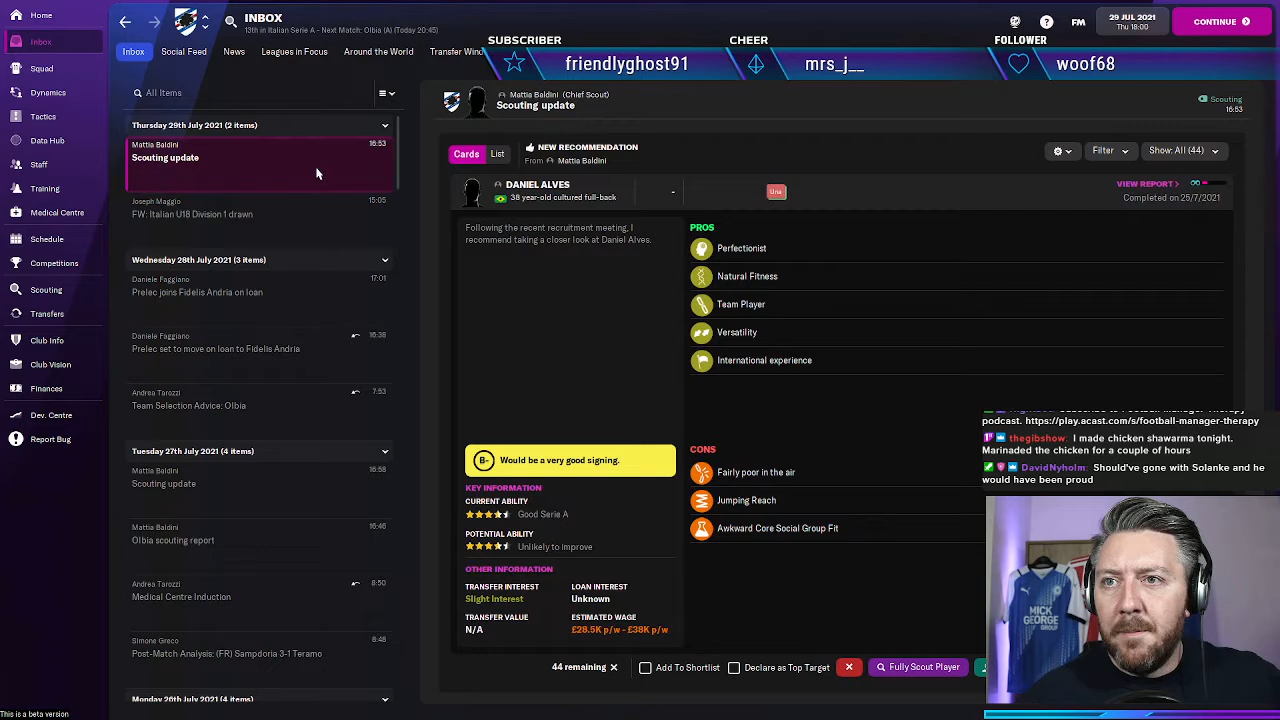 Home
Inbox
Squad
Dynamics
Tactics
Data Hub
Staff
Training
Medical Centre
Schedule
Competitions
Scouting
Transfers
Club Info
Club Vision
Finances
Dev. Centre
Report Bug
This is a beta version
INBOX
13th in Italian Serie A - Next Match: Olbia (A) (Today 20:45)
FM
29 JUL 2021
Thu 18:00
CONTINUE
Inbox
Social Feed
News
Leagues in Focus
Around the World
Transfer Wind
SUBSCRIBER
friendlyghost91
CHEER
mrs_j__
FOLLOWER
woof68
All Items
Thursday 29th July 2021 (2 items)
Mattia Baldini 16:53
Scouting update
Joseph Maggio 15:05
FW: Italian U18 Division 1 drawn
Wednesday 28th July 2021 (3 items)
Daniele Faggiano 17:01
Prelec joins Fidelis Andria on loan
Daniele Faggiano 16:38
Prelec set to move on loan to Fidelis Andria
Andrea Tarozzi 7:53
Team Selection Advice: Olbia
Tuesday 27th July 2021 (4 items)
Mattia Baldini 16:58
Scouting update
Mattia Baldini 16:46
Olbia scouting report
Andrea Tarozzi 8:50
Medical Centre Induction
Simone Greco 8:46
Post-Match Analysis: (FR) Sampdoria 3-1 Teramo
Monday 26th July 2021 (4 items)
Mattia Baldini (Chief Scout)
Scouting update
Scouting
16:53
Cards
List
NEW RECOMMENDATION
From Mattia Baldini
Filter
Show: All (44)
DANIEL ALVES
38 year-old cultured full-back
-
Una
VIEW REPORT >
Completed on 25/7/2021
Following the recent recruitment meeting, I
recommend taking a closer look at Daniel Alves.
B- Would be a very good signing.
KEY INFORMATION
CURRENT ABILITY
Good Serie A
POTENTIAL ABILITY
Unlikely to improve
OTHER INFORMATION
TRANSFER INTEREST
Slight Interest
LOAN INTEREST
Unknown
TRANSFER VALUE
N/A
ESTIMATED WAGE
£28.5K p/w - £38K p/w
PROS
Perfectionist
Natural Fitness
Team Player
Versatility
International experience
CONS
Fairly poor in the air
Jumping Reach
Awkward Core Social Group Fit
44 remaining
Add To Shortlist
Declare as Top Target
Fully Scout Player
podcast. https://play.acast.com/s/football-manager-therapy
thegibshow: I made chicken shawarma tonight.
Marinaded the chicken for a couple of hours
DavidNyholm: Should've gone with Solanke and he
would have been proud
MICK
GEORGE
GROUP